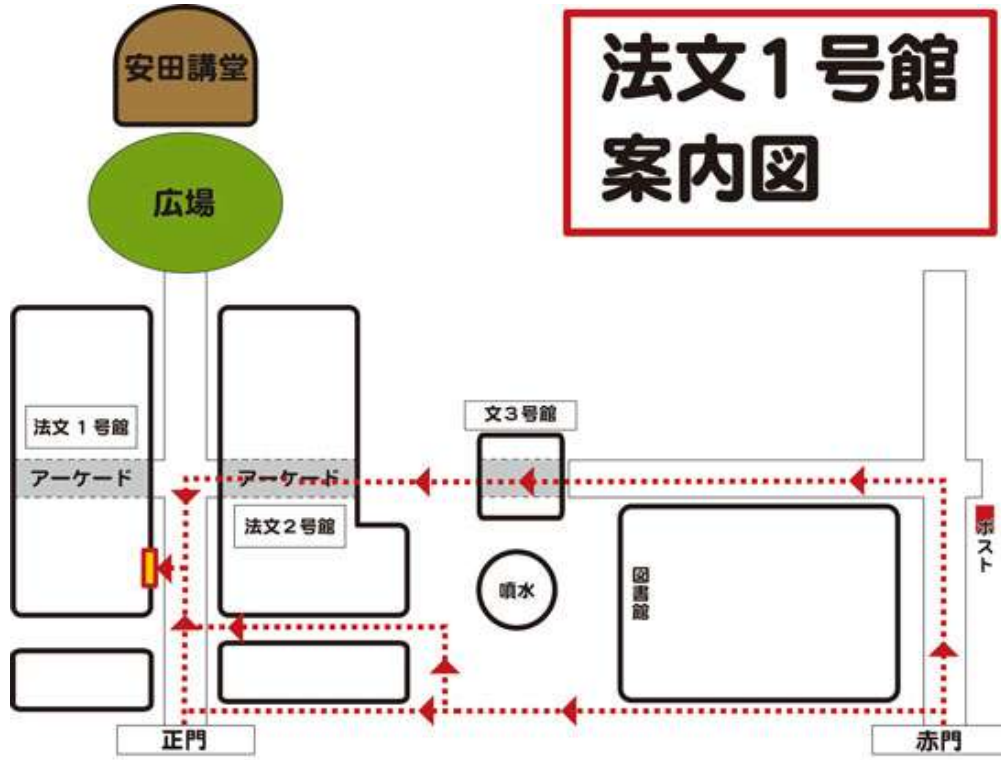 法文1号館
案内図
安田講堂
広場
法文1号館
アーケード
アーケード
法文2号館
文3号館
噴水
図書館
ポスト
正門
赤門